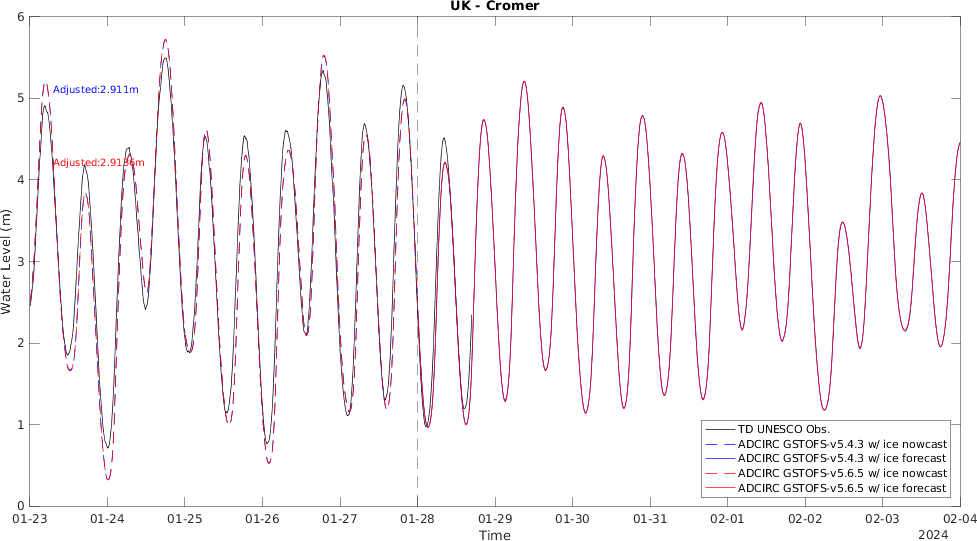 UK - Cromer
6
5
4
3
2
1
0
Water Level (m)
Adjusted:2.911m
Adjusted:2.9136m
TD UNESCO Obs.
ADCIRC GSTOFS-v5.4.3 w/ ice nowcast
ADCIRC GSTOFS-v5.4.3 w/ ice forecast
ADCIRC GSTOFS-v5.6.5 w/ ice nowcast
ADCIRC GSTOFS-v5.6.5 w/ ice forecast
01-23 01-24 01-25 01-26 01-27 01-28 01-29 01-30 01-31 02-01 02-02 02-03 02-04
Time
2024